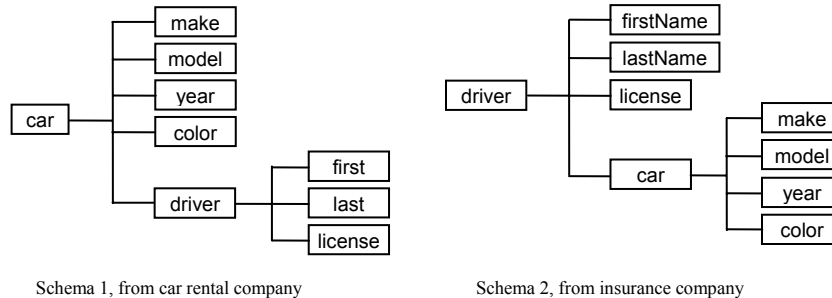 make
model
year
car
color
first
driver
last
license
firstName
lastName
driver
license
make
model
car
year
color
Schema 1, from car rental company
Schema 2, from insurance company